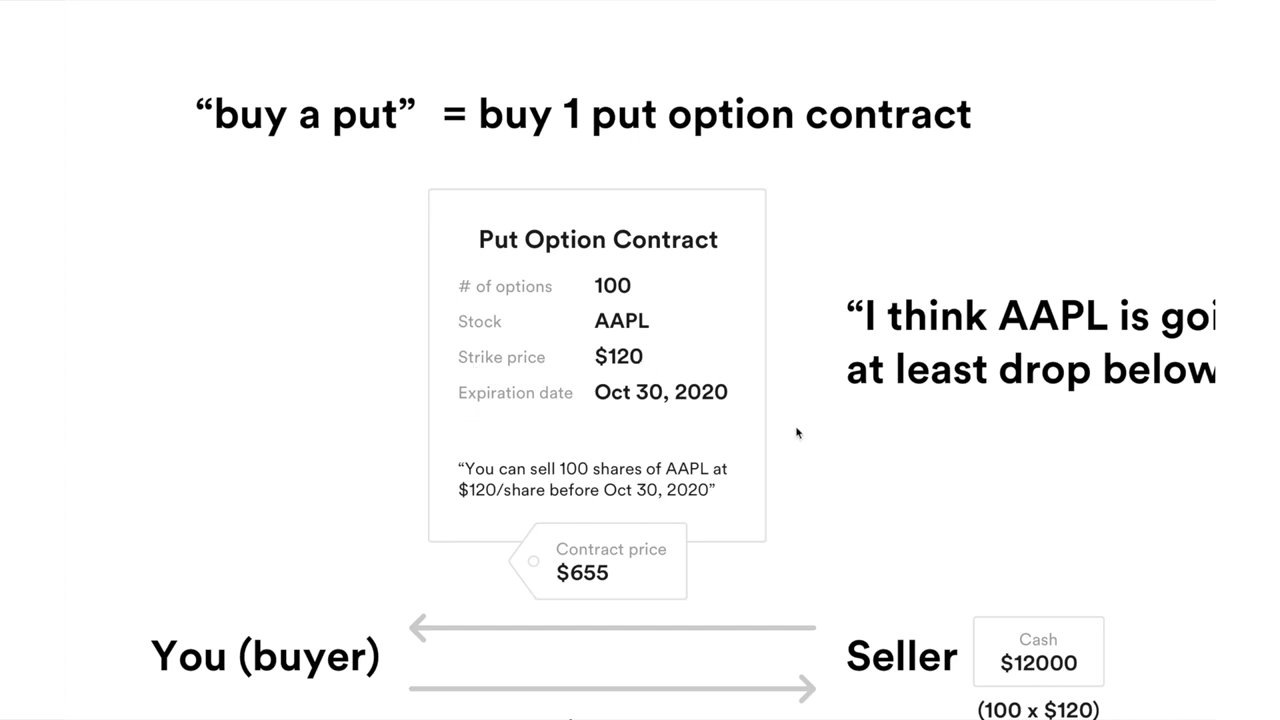 “buy a put” = buy 1 put option contract
Put Option Contract
# of options 100
Stock AAPL
Strike price $120
Expiration date Oct 30, 2020
“You can sell 100 shares of AAPL at
$120/share before Oct 30, 2020”
Contract price
$655
“I think AAPL is goi
at least drop below
You (buyer)
Seller
Cash
$12000
(100 x $120)